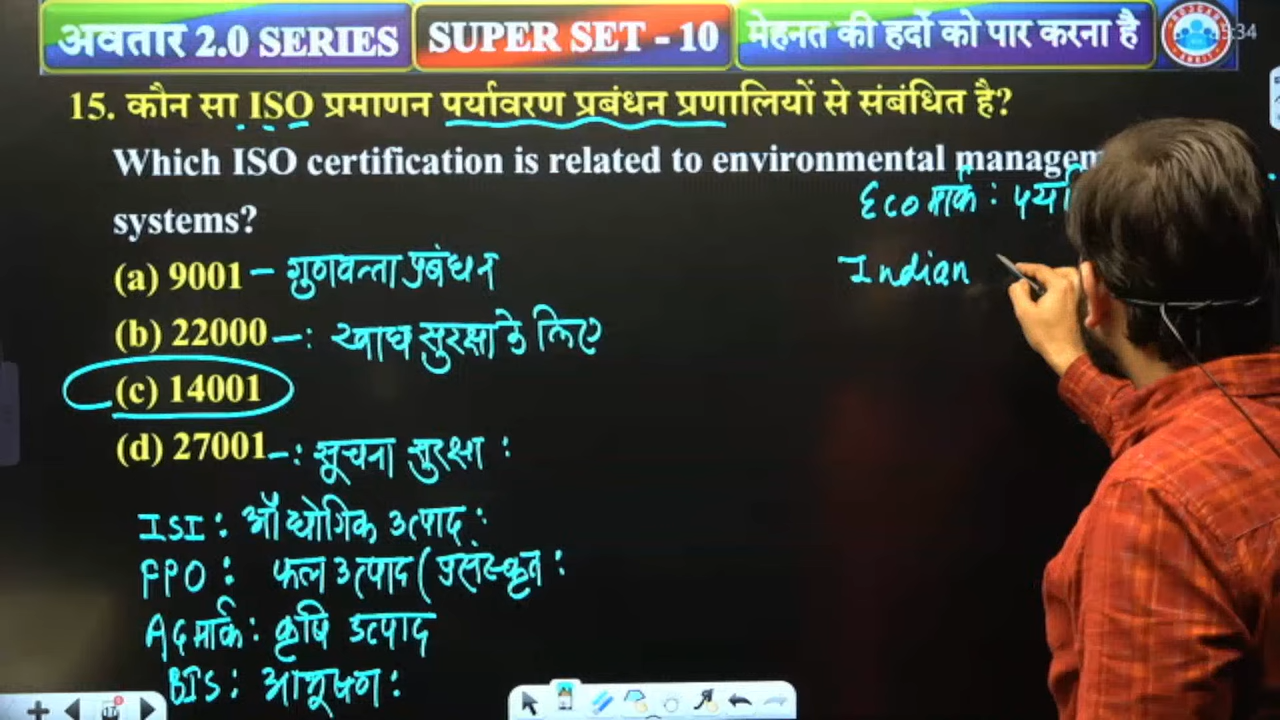 अवतार 2.0 SERIES SUPER SET - 10 मेहनत की हदों को पार करना है
15. कौन सा ISO प्रमाणन पर्यावरण प्रबंधन प्रणालियों से संबंधित है?
Which ISO certification is related to environmental
systems?
Eco मार्क :
Indian
(a) 9001 - गुणवत्ता प्रबंधन
(b) 22000 -: खाद्य सुरक्षा के लिए
(c) 14001
(d) 27001 -: सूचना सुरक्षा :
ISI : औद्योगिक उत्पाद :
FPO : फल उत्पाद ( प्रसंस्कृत :
AG मार्क : कृषि उत्पाद
BIS : आभूषण :